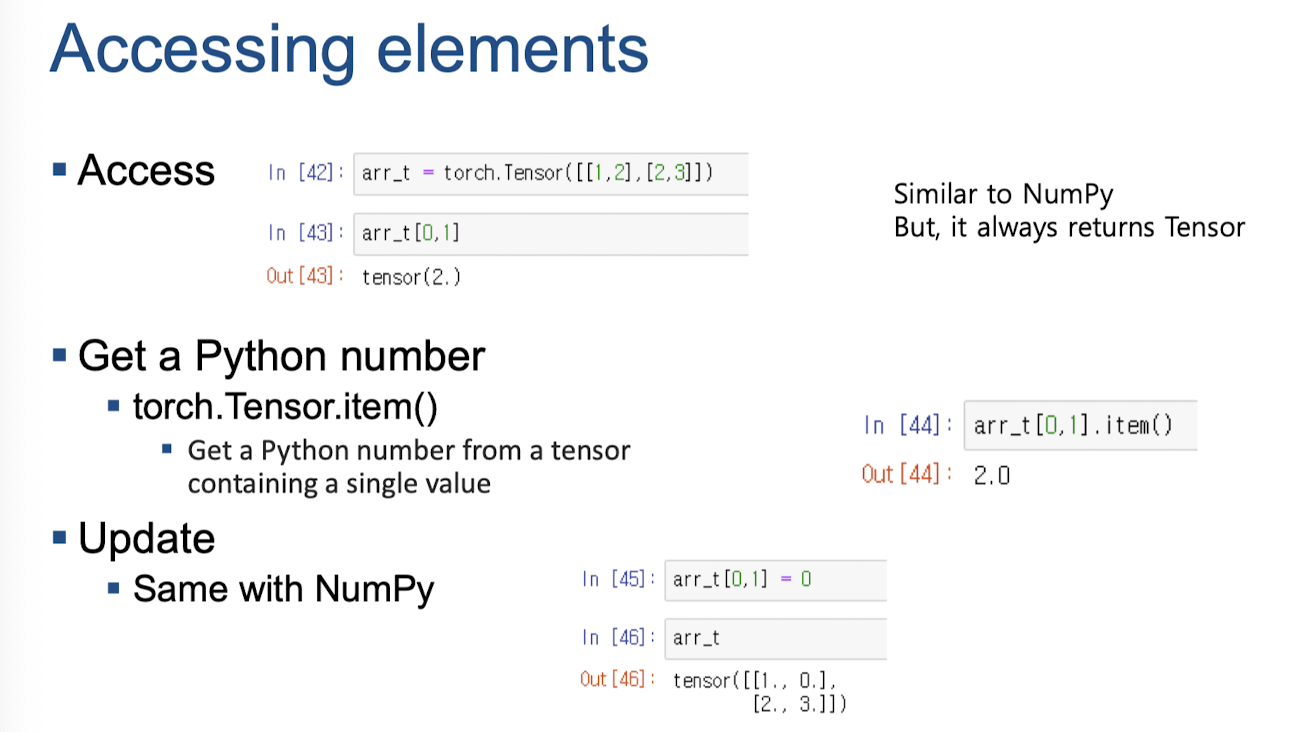 Accessing elements
Access
In [42]: arr_t = torch.Tensor([[1,2],[2,3]])
In [43]: arr_t[0,1]
Out[43]: tensor(2.)
Similar to NumPy
But, it always returns Tensor
Get a Python number
torch.Tensor.item()
Get a Python number from a tensor
containing a single value
In [44]: arr_t[0,1].item()
Out[44]: 2.0
Update
Same with NumPy
In [45]: arr_t[0,1] = 0
In [46]: arr_t
Out[46]: tensor([[1., 0.],
[2., 3.]])